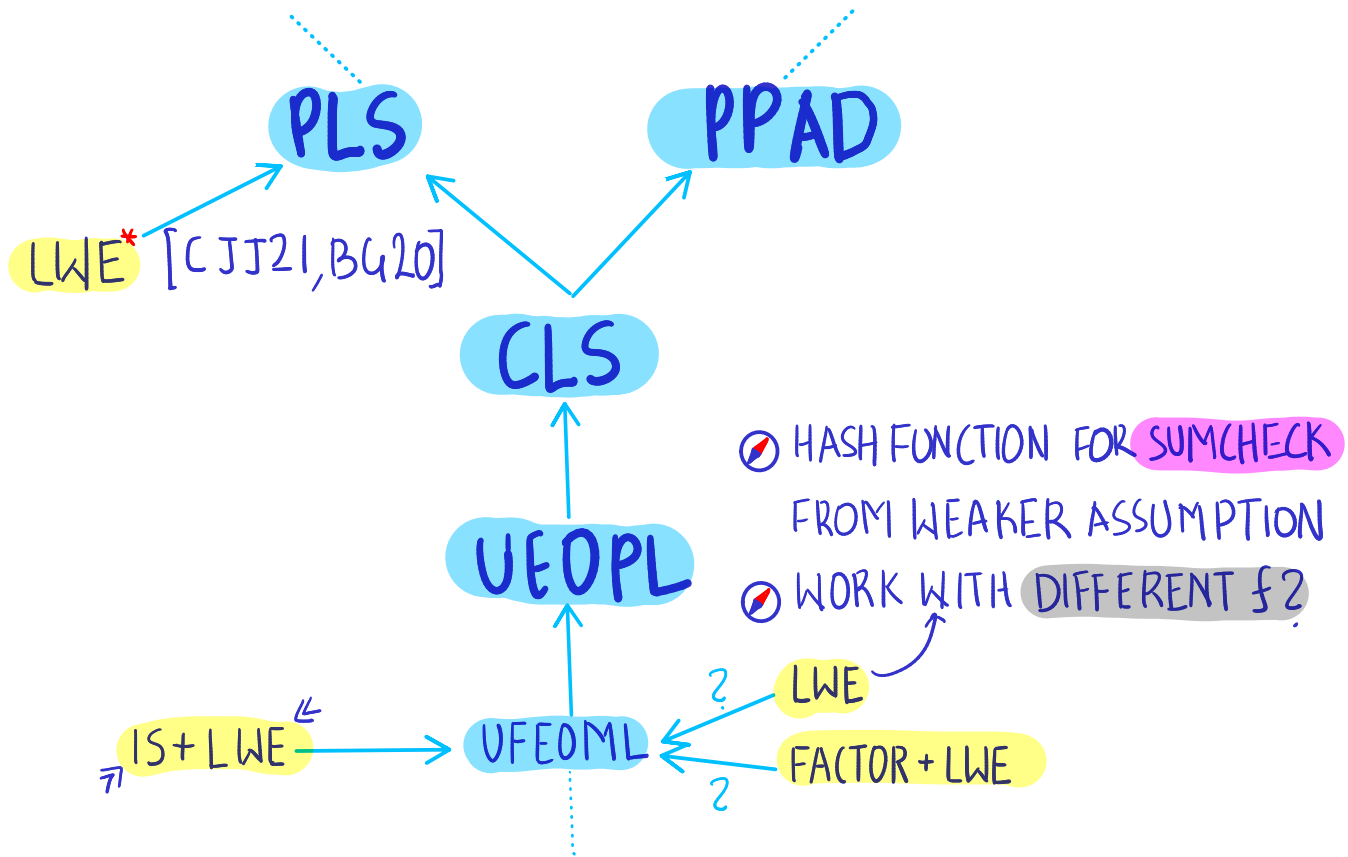 PLS
PPAD
LWE* [CJJ21, BG20]
CLS
HASH FUNCTION FOR SUMCHECK
FROM WEAKER ASSUMPTION
UEOPL
WORK WITH DIFFERENT f?
? LWE
IS + LWE
UFEOML
FACTOR + LWE
?